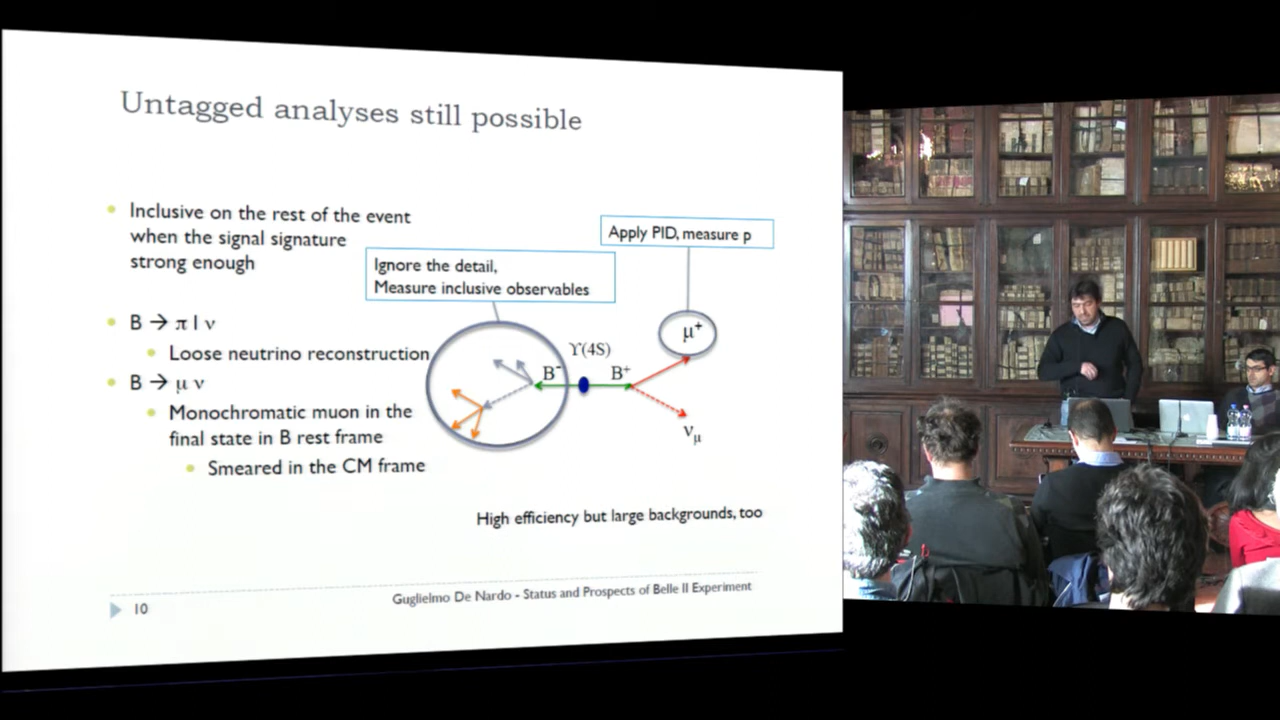 Untagged analyses still possible
Inclusive on the rest of the event
when the signal signature
strong enough
B → π l ν
Loose neutrino reconstruction
B → μ ν
Monochromatic muon in the
final state in B rest frame
Smeared in the CM frame
Ignore the detail,
Measure inclusive observables
Apply PID, measure p
μ⁺
ϒ(4S)
B⁻
B⁺
ν_μ
High efficiency but large backgrounds, too
10
Guglielmo De Nardo - Status and Prospects of Belle II Experiment